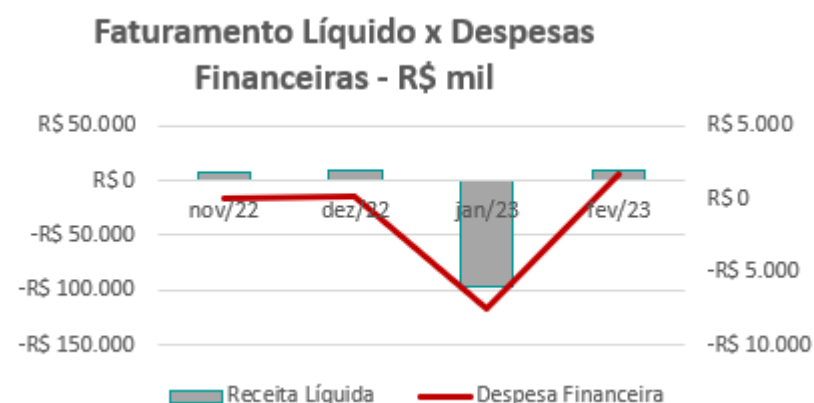 Faturamento Líquido x Despesas
Financeiras - R$ mil
R$ 50.000
R$ 0
-R$ 50.000
-R$ 100.000
-R$ 150.000
R$ 5.000
R$ 0
-R$ 5.000
-R$ 10.000
nov/22 dez/22 jan/23 fev/23
Receita Líquida Despesa Financeira